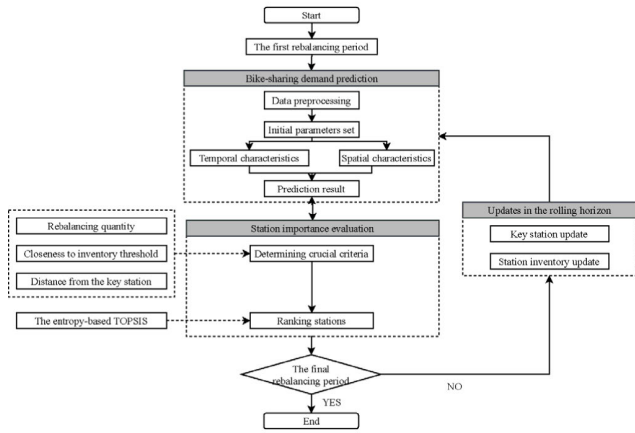 Start
The first rebalancing period
Bike-sharing demand prediction
Data preprocessing
Initial parameters set
Temporal characteristics
Spatial characteristics
Prediction result
Station importance evaluation
Rebalancing quantity
Closeness to inventory threshold
Distance from the key station
Determining crucial criteria
The entropy-based TOPSIS
Ranking stations
Updates in the rolling horizon
Key station update
Station inventory update
The final
rebalancing period
NO
YES
End